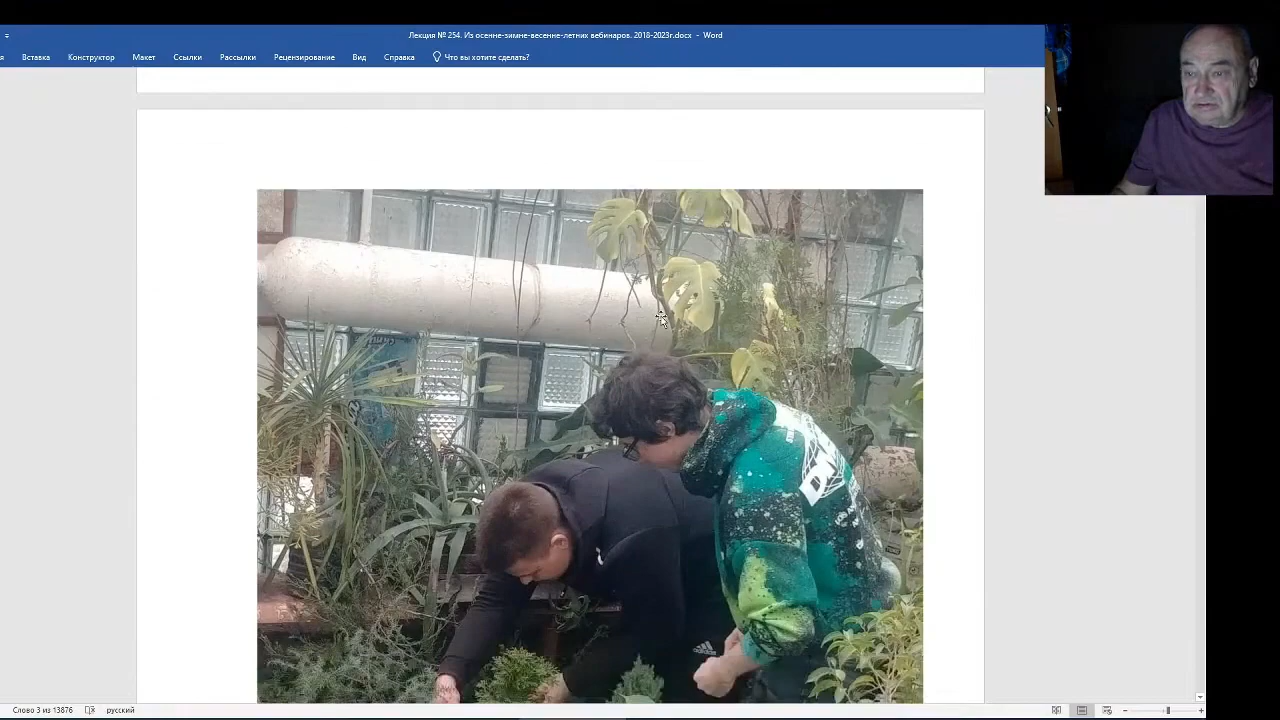 Лекция № 254. Из осенне-зимне-весенне-летних вебинаров. 2018-2023г.docx - Word
Вставка Конструктор Макет Ссылки Рассылки Рецензирование Вид Справка Что вы хотите сделать?
adidas
Слово 3 из 13876 русский